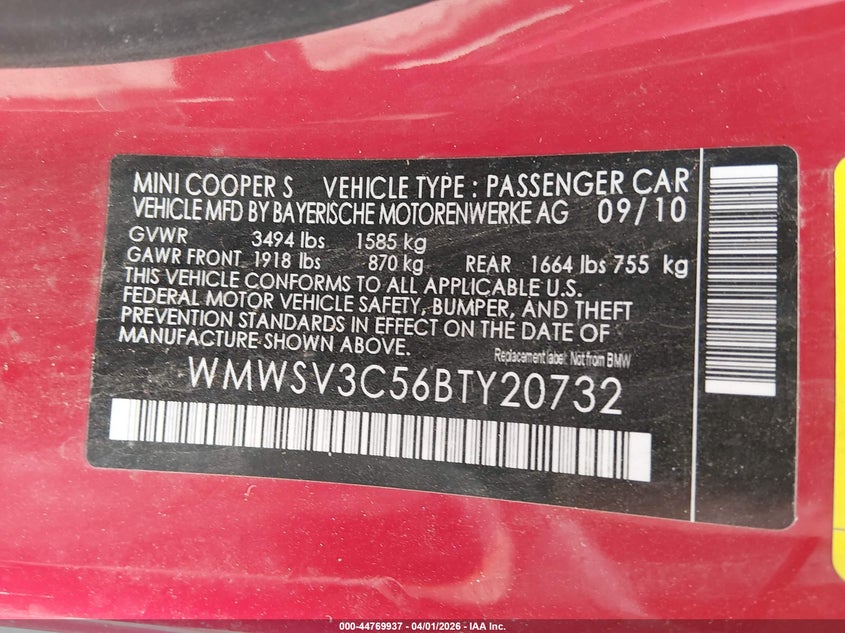 MINI COOPER S VEHICLE TYPE : PASSENGER CAR
VEHICLE MFD BY BAYERISCHE MOTORENWERKE AG 09/10
GVWR 3494 lbs 1585 kg
GAWR FRONT 1918 lbs 870 kg REAR 1664 lbs 755 kg
THIS VEHICLE CONFORMS TO ALL APPLICABLE U.S.
FEDERAL MOTOR VEHICLE SAFETY, BUMPER, AND THEFT
PREVENTION STANDARDS IN EFFECT ON THE DATE OF
MANUFACTURE SHOWN ABOVE.
Replacement label: Not from BMW
WMWSV3C56BTY20732
000-44769937 - 04/01/2026 - IAA Inc.